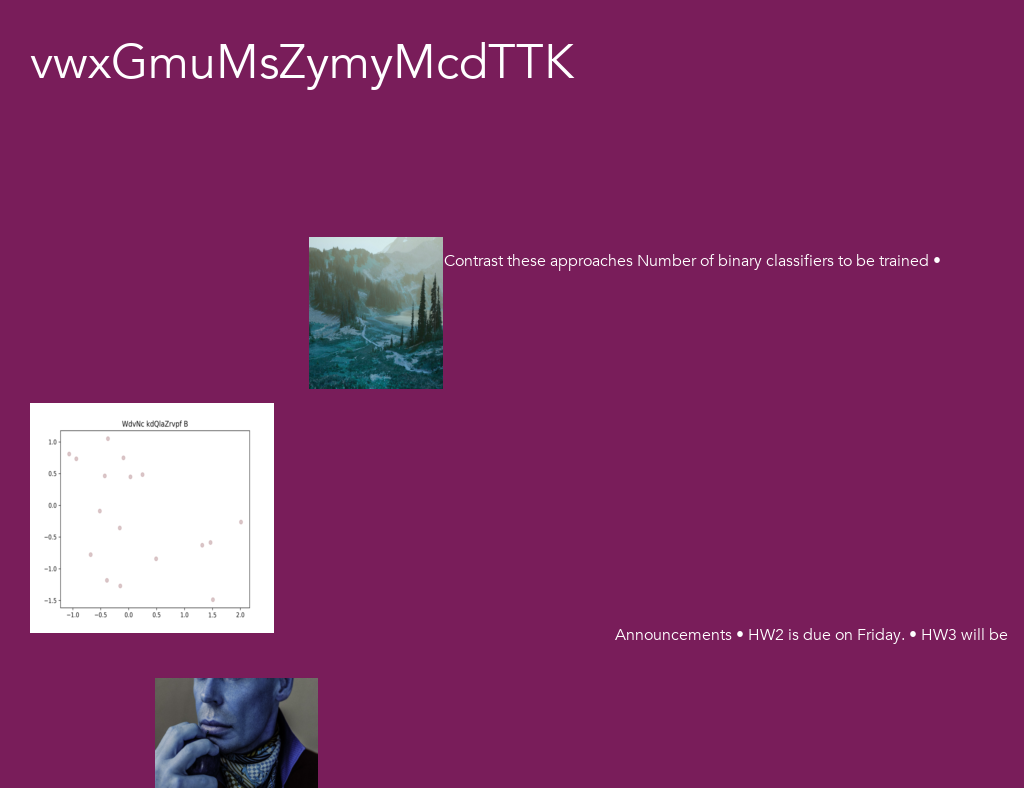 vwxGmuMsZymyMcdTTK
Contrast these approaches Number of binary classifiers to be trained •
WdvNc kdQlaZrvpf B
1.0
0.5
0.0
−0.5
−1.0
−1.5
−1.0 −0.5 0.0 0.5 1.0 1.5 2.0
Announcements • HW2 is due on Friday. • HW3 will be